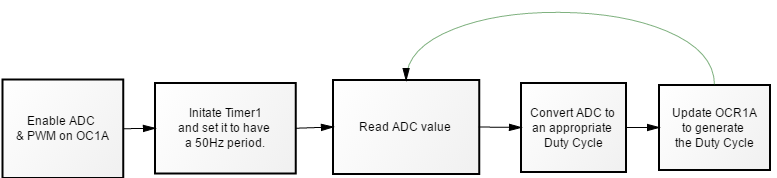 Enable ADC
& PWM on OC1A
Initate Timer1
and set it to have
a 50Hz period.
Read ADC value
Convert ADC to
an appropriate
Duty Cycle
Update OCR1A
to generate
the Duty Cycle